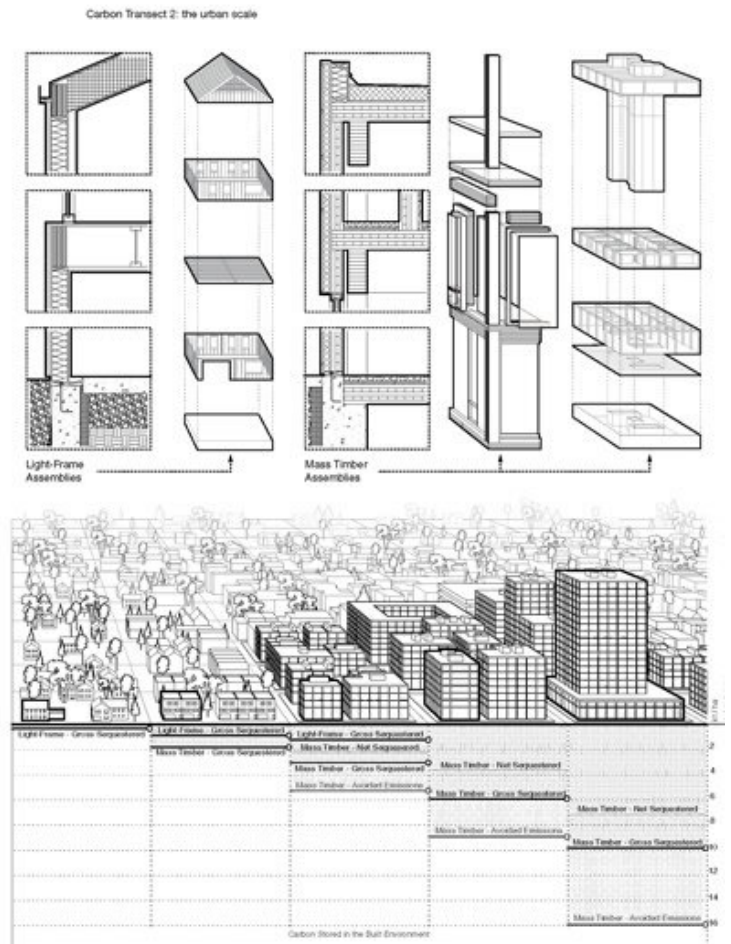 Carbon Transect 2: the urban scale
Light-Frame
Assemblies
Mass Timber
Assemblies
Light-Frame - Gross Sequestered
Light-Frame - Gross Sequestered
Light-Frame - Gross Sequestered
Mass Timber - Gross Sequestered
Mass Timber - Net Sequestered
Mass Timber - Gross Sequestered
Mass Timber - Net Sequestered
Mass Timber - Avoided Emissions
Mass Timber - Gross Sequestered
Mass Timber - Net Sequestered
Mass Timber - Avoided Emissions
Mass Timber - Gross Sequestered
Mass Timber - Avoided Emissions
2
4
6
8
10
12
14
16
Carbon Stored in the Built Environment